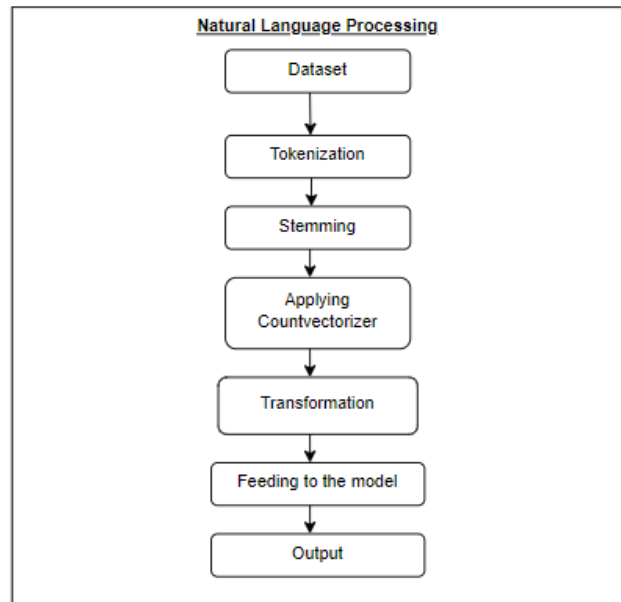 Natural Language Processing
Dataset
Tokenization
Stemming
Applying
Countvectorizer
Transformation
Feeding to the model
Output